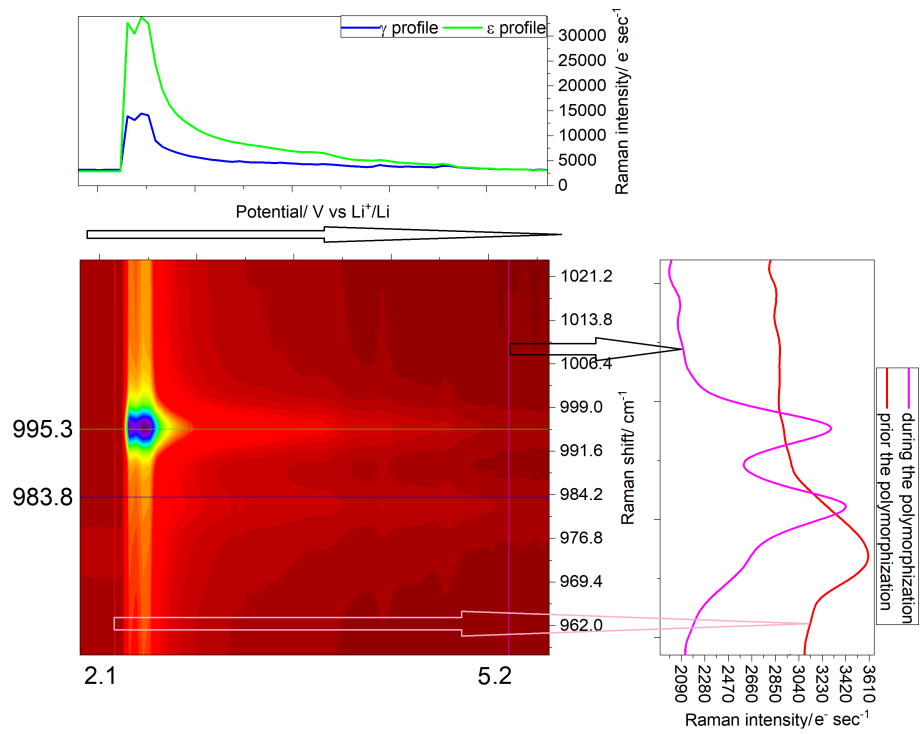 γ profile ε profile
30000
25000
20000
15000
10000
5000
0
Raman intensity/ e⁻ sec⁻¹
Potential/ V vs Li⁺/Li
1021.2
1013.8
1006.4
999.0
991.6
984.2
976.8
969.4
962.0
Raman shift/ cm⁻¹
995.3
983.8
2.1 5.2
during the polymorphization
prior the polymorphization
2090 2280 2470 2660 2850 3040 3230 3420 3610
Raman intensity/e⁻ sec⁻¹